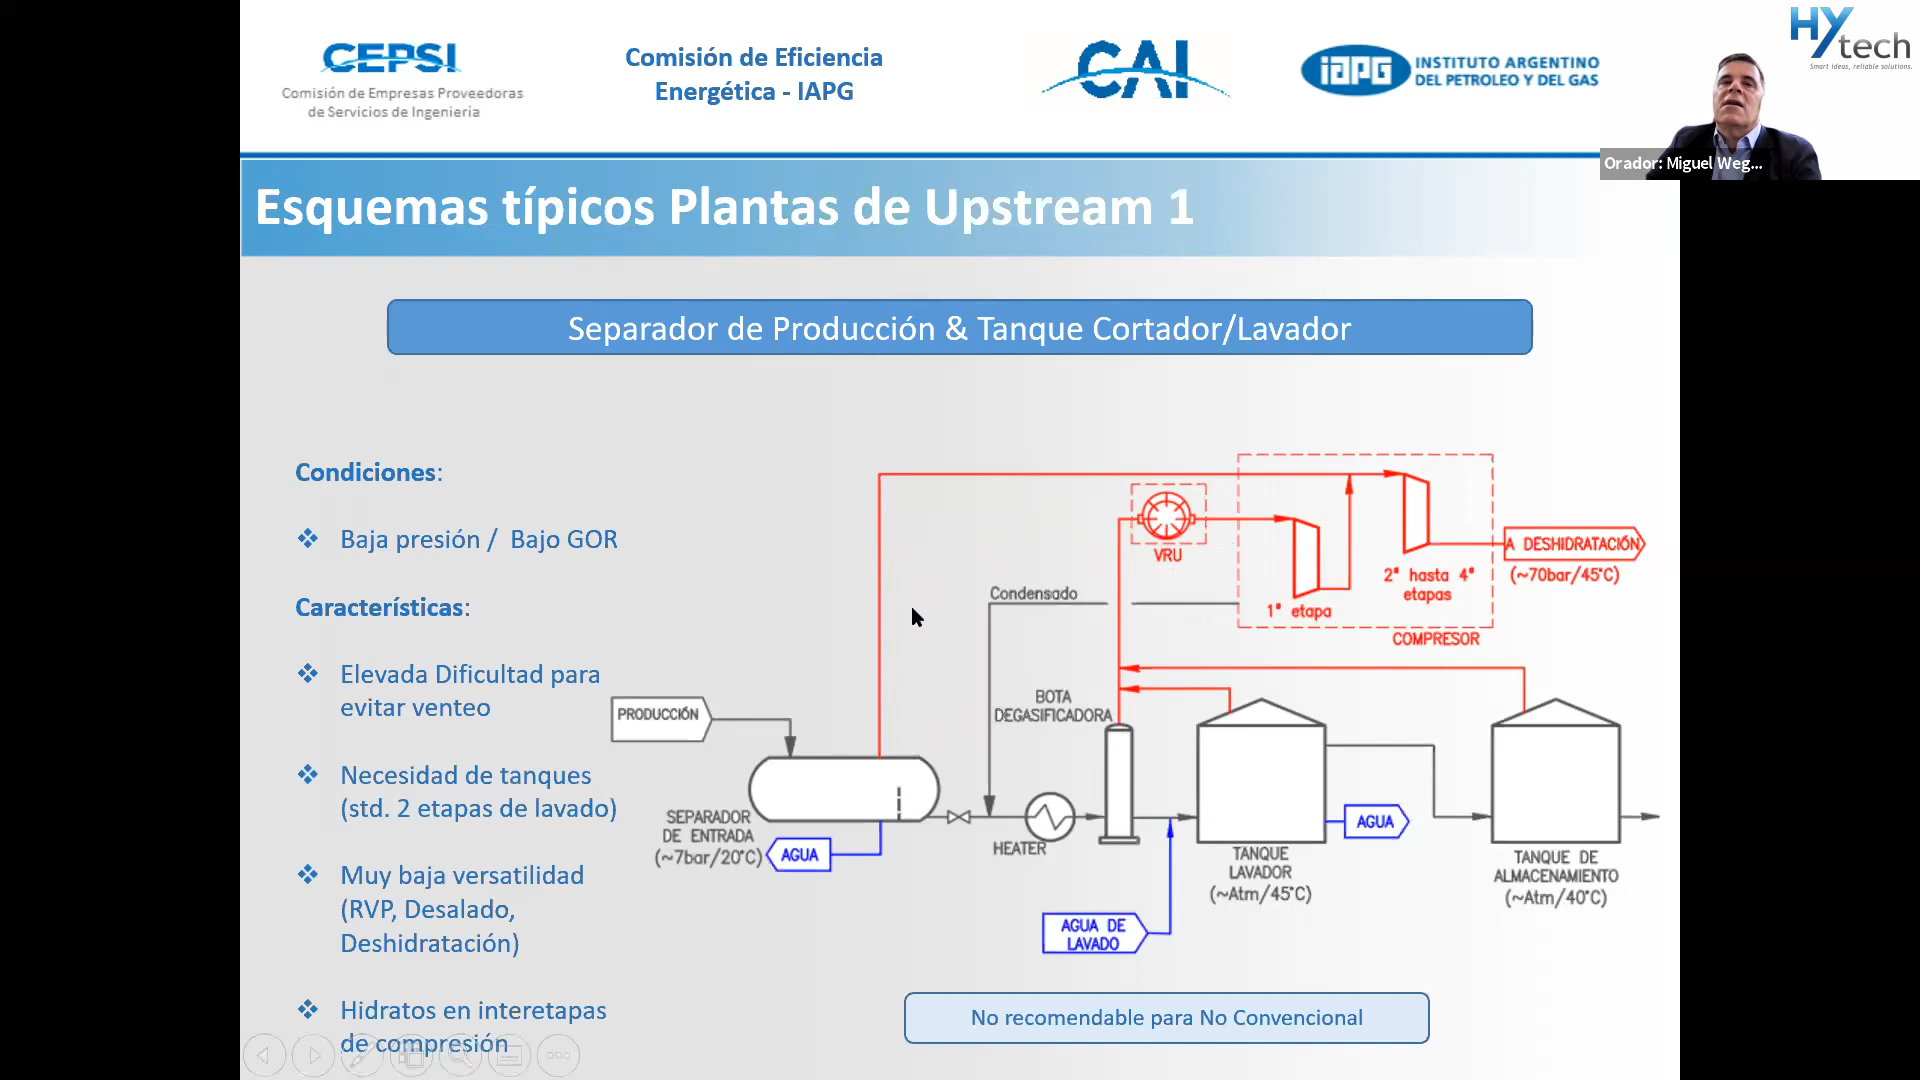 CEPSI
Comisión de Empresas Proveedoras
de Servicios de Ingeniería
Comisión de Eficiencia
Energética - IAPG
CAI
iapg
INSTITUTO ARGENTINO
DEL PETROLEO Y DEL GAS
HYtech
Smart ideas, reliable solutions.
Orador: Miguel Weg...
Esquemas típicos Plantas de Upstream 1
Separador de Producción & Tanque Cortador/Lavador
Condiciones:
Baja presión / Bajo GOR
Características:
Elevada Dificultad para
evitar venteo
Necesidad de tanques
(std. 2 etapas de lavado)
Muy baja versatilidad
(RVP, Desalado,
Deshidratación)
Hidratos en interetapas
de compresión
PRODUCCIÓN
SEPARADOR
DE ENTRADA
(~7bar/20°C)
AGUA
Condensado
HEATER
BOTA
DEGASIFICADORA
VRU
1° etapa
2° hasta 4°
etapas
COMPRESOR
A DESHIDRATACIÓN
(~70bar/45°C)
AGUA DE
LAVADO
TANQUE
LAVADOR
(~Atm/45°C)
AGUA
TANQUE DE
ALMACENAMIENTO
(~Atm/40°C)
No recomendable para No Convencional